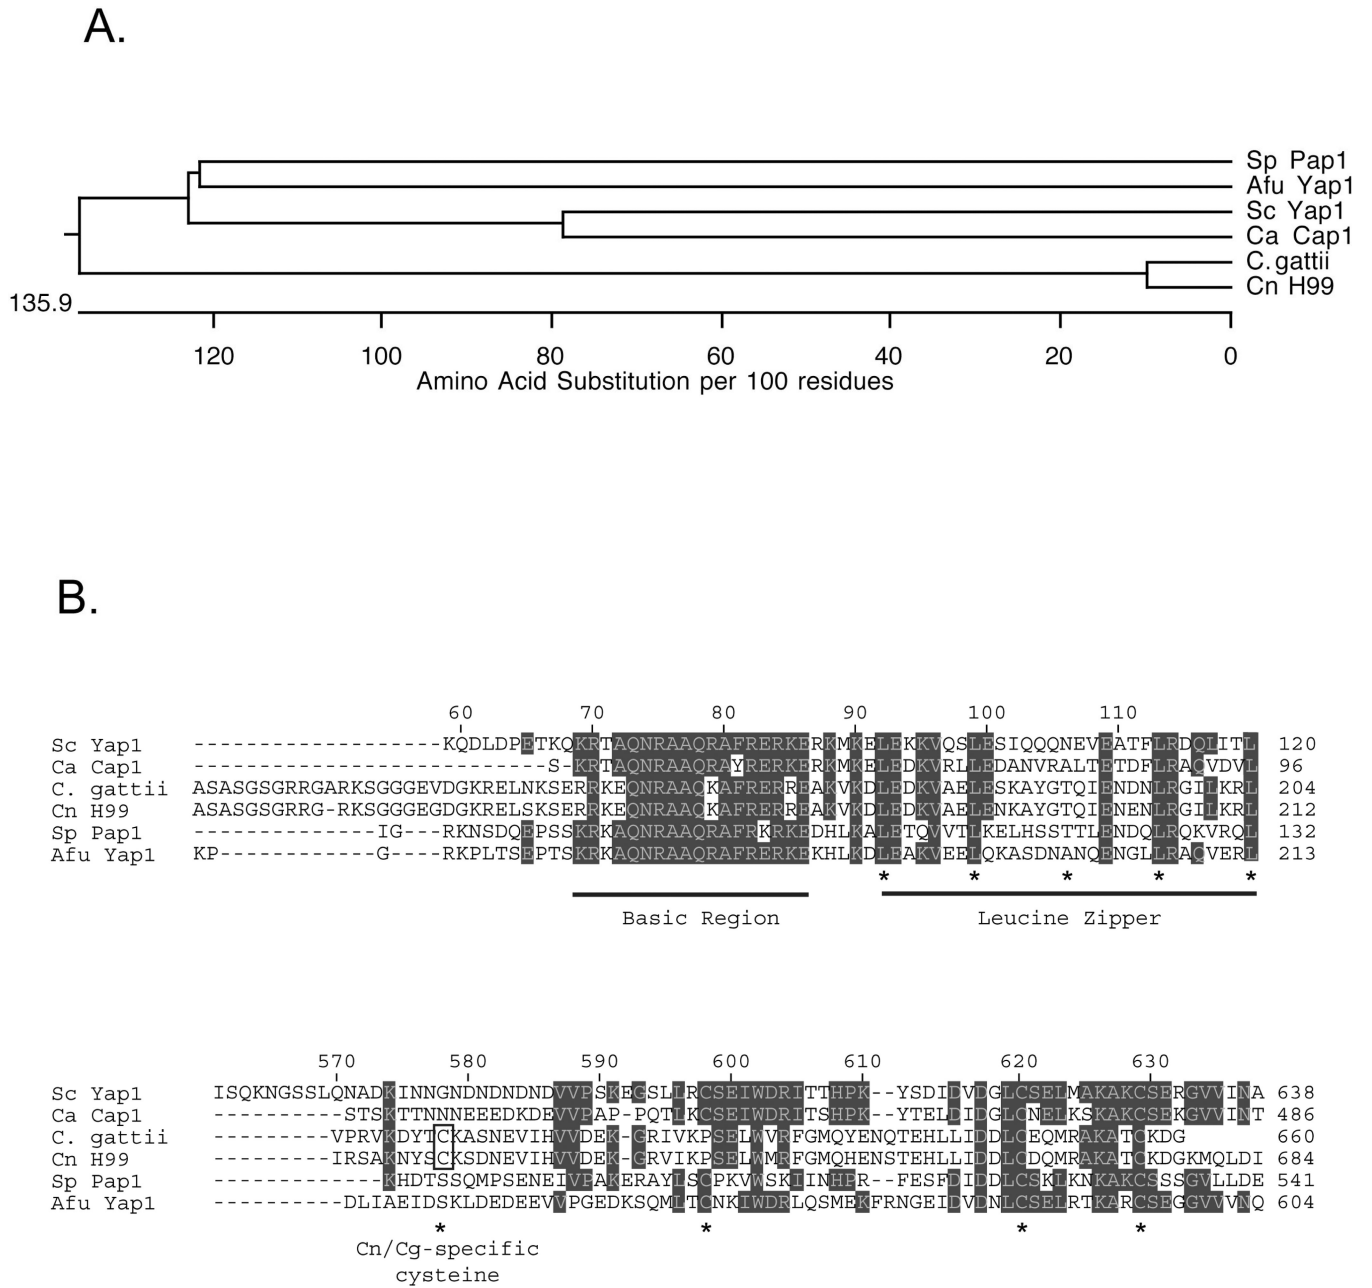 A.
Sp Pap1
Afu Yap1
Sc Yap1
Ca Cap1
C. gattii
Cn H99
135.9
120 100 80 60 40 20 0
Amino Acid Substitution per 100 residues
B.
60 70 80 90 100 110
Sc Yap1 -------------------KQDLDPETKQKRTAQNRAAQRAFRERKERKMKELEKKVQSLESIQQQNEVEATFLRDQLITL 120
Ca Cap1 ---------------------------S-KRTAQNRAAQRAYRERKERKMKELEDKVRLLEDANVRALTETDFLRAQVDVL 96
C. gattii ASASGSGRRGARKSGGGEVDGKRELNKSERRKEQNRAAQKAFRERREAKVKDLEDKVAELESKAYGTQIENDNLRGILKRL 204
Cn H99 ASASGSGRRG-RKSGGGEGDGKRELSKSERRKEQNRAAQKAFRERREAKVKDLEDKVAELENKAYGTQIENENLRGILKRL 212
Sp Pap1 --------------IG---RKNSDQEPSSKRKAQNRAAQRAFRKRKEDHLKALETQVVTLKELHSSTTLENDQLRQKVRQL 132
Afu Yap1 KP------------G----RKPLTSEPTSKRKAQNRAAQRAFRERKEKHLKDLEAKVEELQKASDNANQENGLLRAQVERL 213
* * * * *
Basic Region Leucine Zipper
570 580 590 600 610 620 630
Sc Yap1 ISQKNGSSLQNADKINNGNDNDNDNDVVPSKEGSLLRCSEIWDRITTHPK--YSDIDVDGLCSELMAKAKCSERGVVINA 638
Ca Cap1 ----------STSKTTNNNEEEDKDEVVPAP-PQTLKCSEIWDRITSHPK--YTELDIDGLCNELKSKAKCSEKGVVINT 486
C. gattii ---------VPRVKDYTCKASNEVIHVVDEK-GRIVKPSELWVRFGMQYENQTEHLLIDDLCEQMRAKATCKDG 660
Cn H99 ---------IRSAKNYSCKSDNEVIHVVDEK-GRVIKPSELWMRFGMQHENSTEHLLIDDLCDQMRAKATCKDGKMQLDI 684
Sp Pap1 -------------KHDTSSQMPSENEIVPAKERAYLSCPKVWSKIINHPR--FESFDIDDLCSKLKNKAKCSSSGVLLDE 541
Afu Yap1 ----------DLIAEIDSKLDEDEEVVPGEDKSQMLTCNKIWDRLQSMEKFRNGEIDVDNLCSELRTKARCSEGGVVVNQ 604
* * * *
Cn/Cg-specific
cysteine